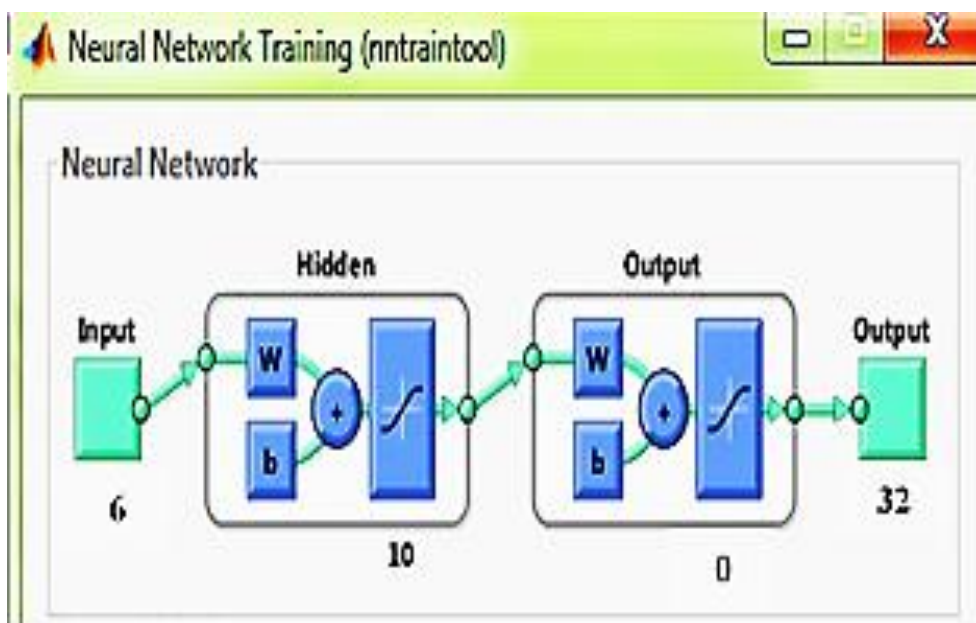 Neural Network Training (nntraintool)
X
Neural Network
Hidden
Output
Input
Output
W
W
+
+
b
b
6
32
10
0